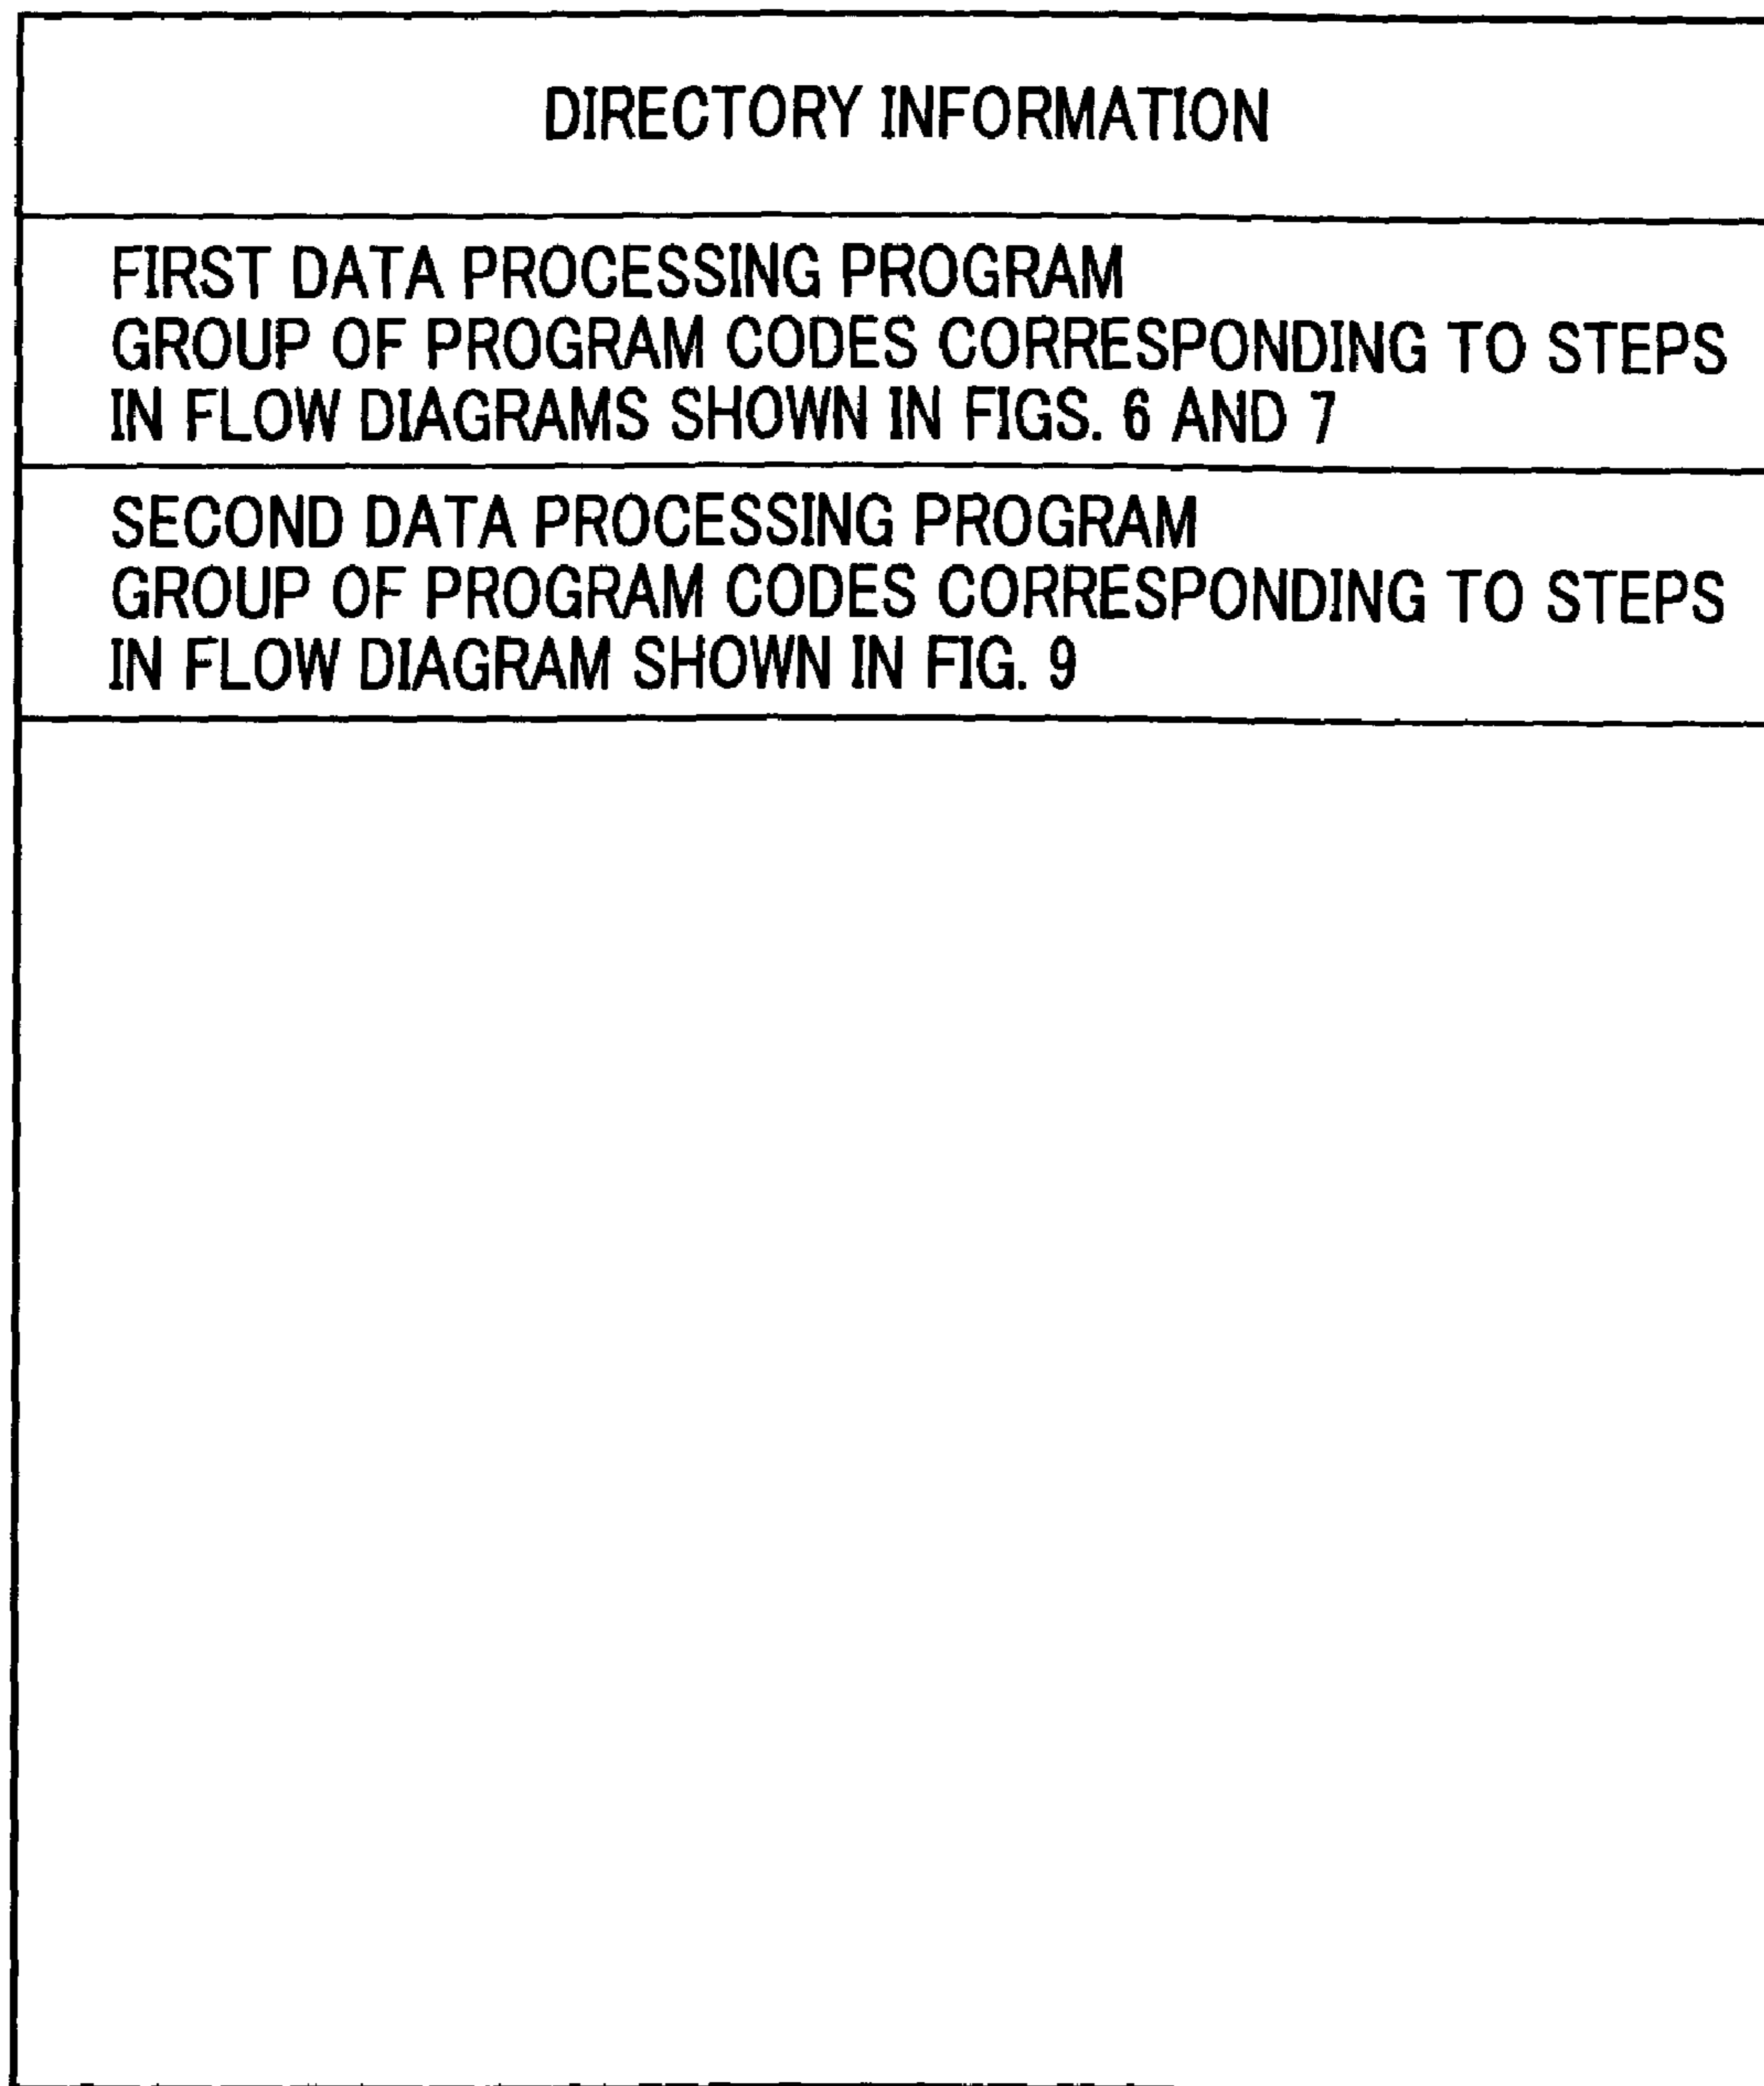 DIRECTORY INFORMATION
FIRST DATA PROCESSING PROGRAM
GROUP OF PROGRAM CODES CORRESPONDING TO STEPS
IN FLOW DIAGRAMS SHOWN IN FIGS. 6 AND 7
SECOND DATA PROCESSING PROGRAM
GROUP OF PROGRAM CODES CORRESPONDING TO STEPS
IN FLOW DIAGRAM SHOWN IN FIG. 9